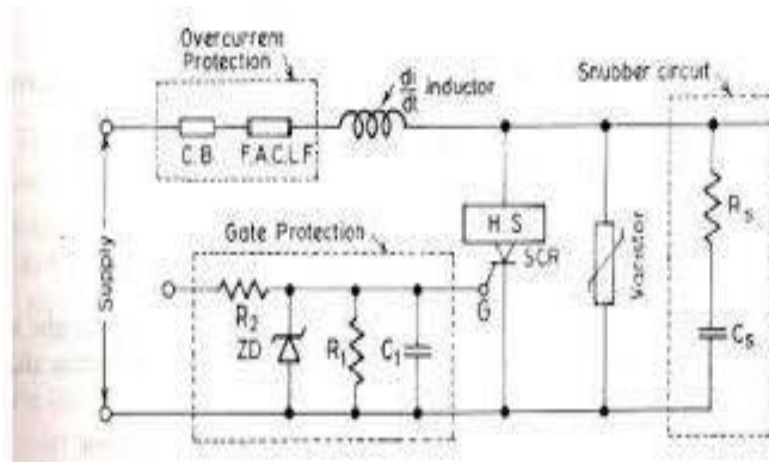 Overcurrent
Protection
di
dt
inductor
Snubber circuit
C.B
F.A.C.L.F
H.S
SCR
G
Varistor
Rs
Cs
Gate Protection
Supply
R2
ZD
R1
C1